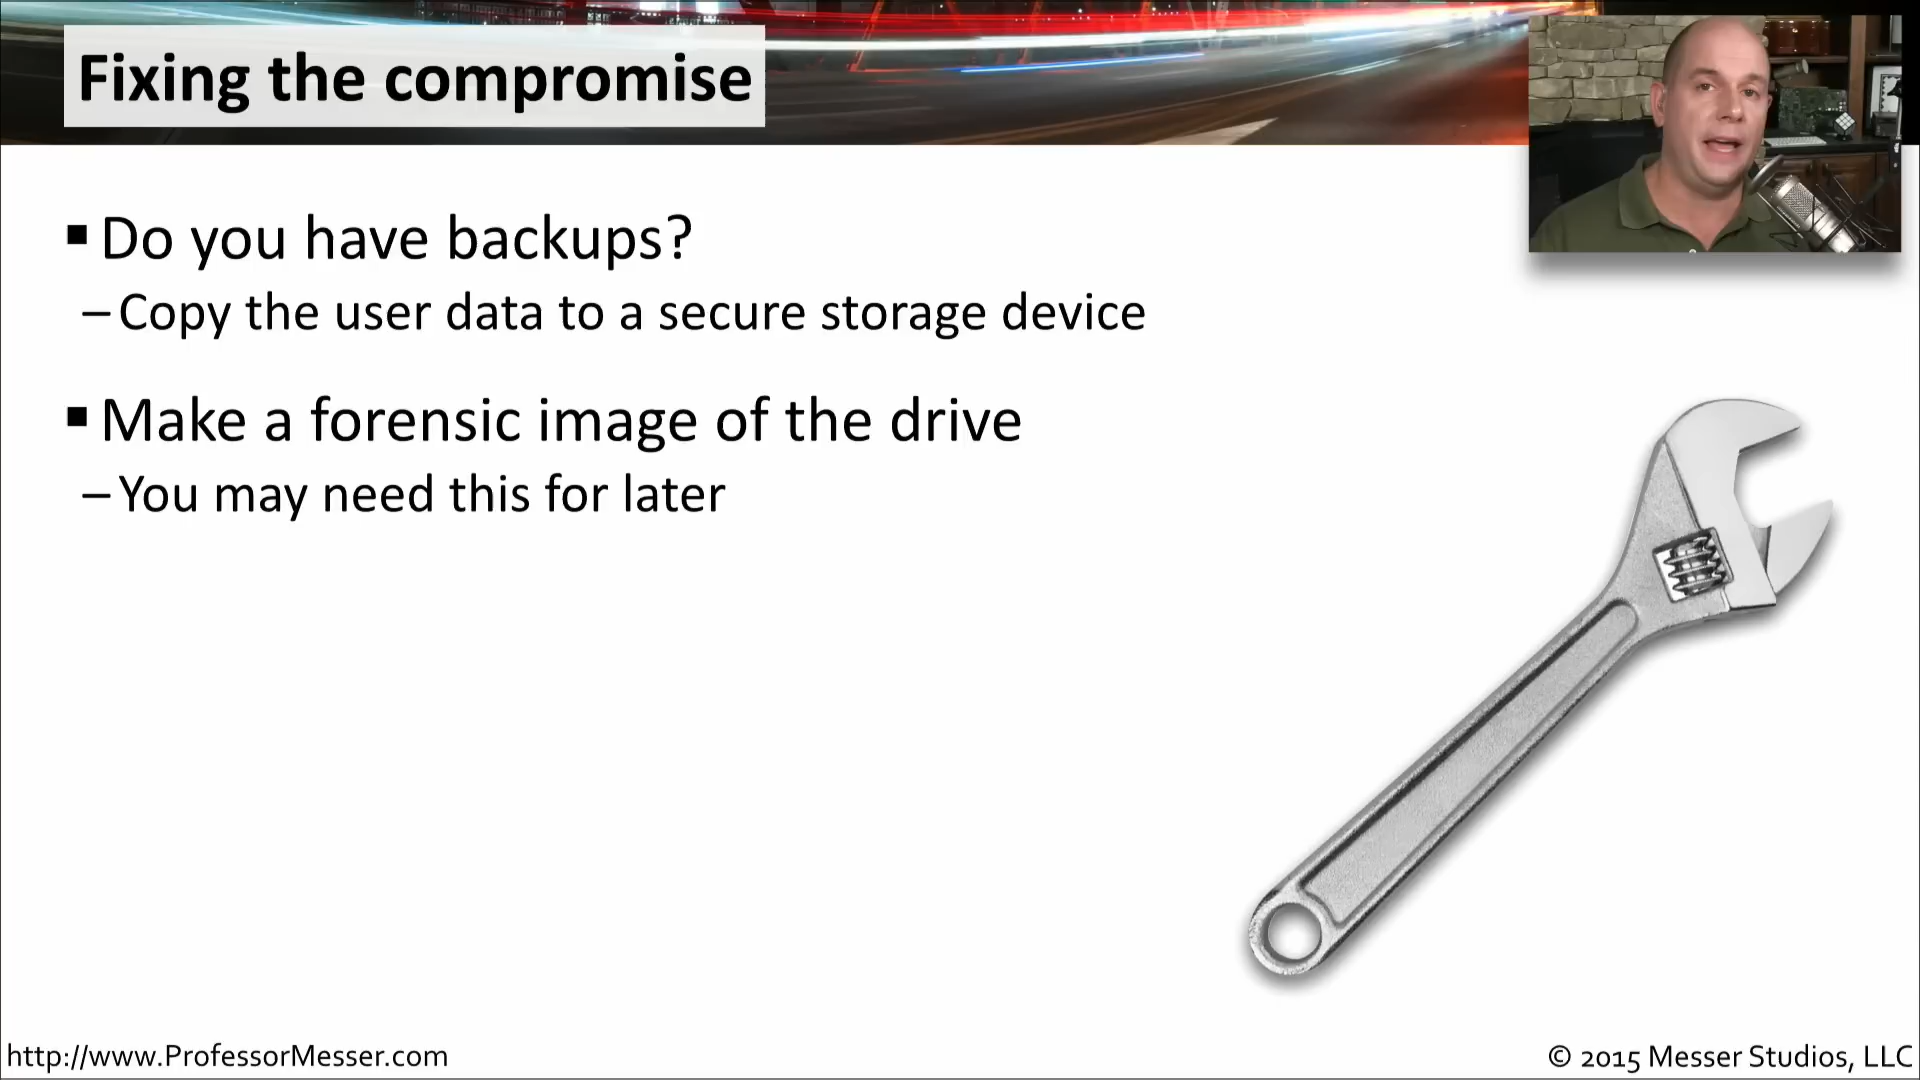 Fixing the compromise
▪ Do you have backups?
– Copy the user data to a secure storage device
▪ Make a forensic image of the drive
– You may need this for later
http://www.ProfessorMesser.com
© 2015 Messer Studios, LLC